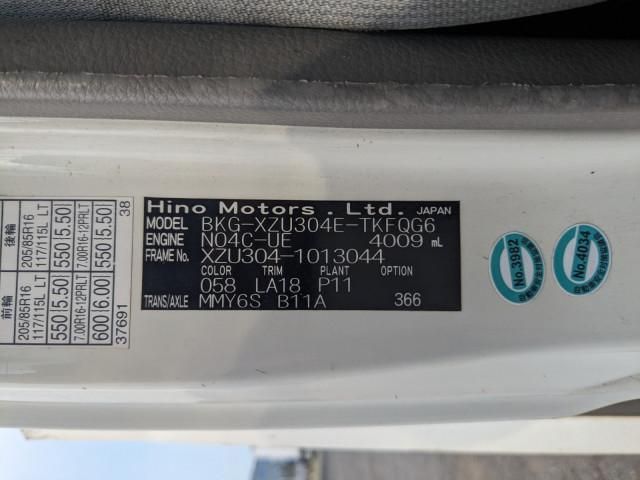 Hino Motors . Ltd. JAPAN
MODEL BKG-XZU304E-TKFQG6
ENGINE N04C-UE 4009 mL
FRAME No. XZU304-1013044
COLOR TRIM PLANT OPTION
058 LA18 P11
TRANS/AXLE MMY6S B11A 366
前輪 後輪
205/85R16 117/115L LT 205/85R16 117/115L LT
550 (5.50) 550 (5.50)
7.00R16-12PRLT 7.00R16-12PRLT
600 (6.00) 550 (5.50)
37691 38
No.3982
No.4034